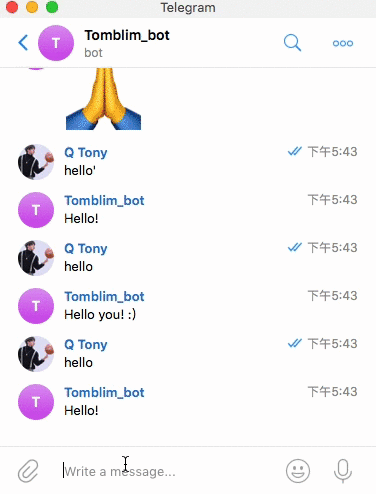 Telegram
T
Tomblim_bot
bot
Q Tony
下午5:43
hello'
T
Tomblim_bot
下午5:43
Hello!
Q Tony
下午5:43
hello
T
Tomblim_bot
下午5:43
Hello you! :)
Q Tony
下午5:43
hello
T
Tomblim_bot
下午5:43
Hello!
Write a message...